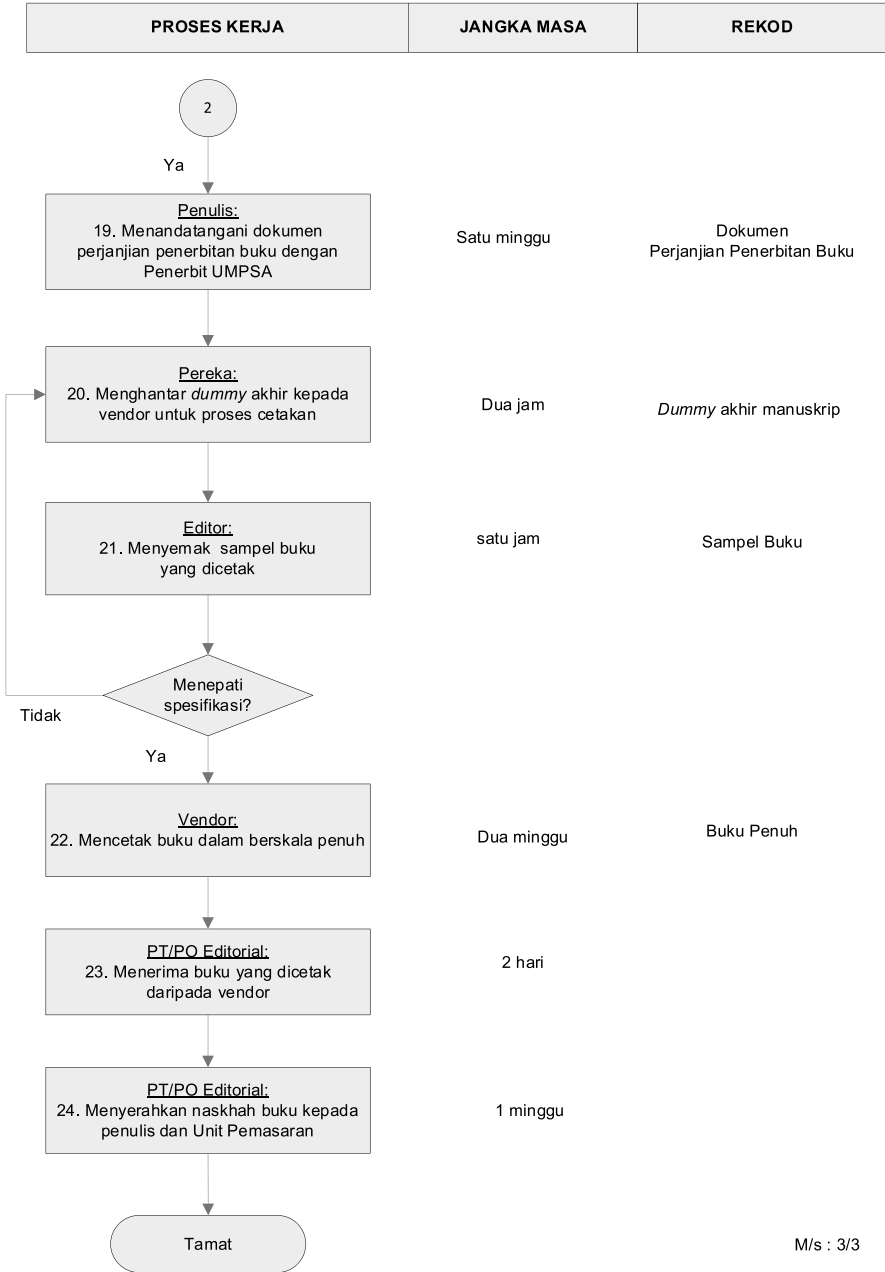 PROSES KERJA
JANGKA MASA
REKOD
2
Ya
Penulis:
19. Menandatangani dokumen
perjanjian penerbitan buku dengan
Penerbit UMPSA
Satu minggu
Dokumen
Perjanjian Penerbitan Buku
Pereka:
20. Menghantar dummy akhir kepada
vendor untuk proses cetakan
Dua jam
Dummy akhir manuskrip
Editor:
21. Menyemak sampel buku
yang dicetak
satu jam
Sampel Buku
Menepati
spesifikasi?
Tidak
Ya
Vendor:
22. Mencetak buku dalam berskala penuh
Dua minggu
Buku Penuh
PT/PO Editorial:
23. Menerima buku yang dicetak
daripada vendor
2 hari
PT/PO Editorial:
24. Menyerahkan naskhah buku kepada
penulis dan Unit Pemasaran
1 minggu
Tamat
M/s : 3/3